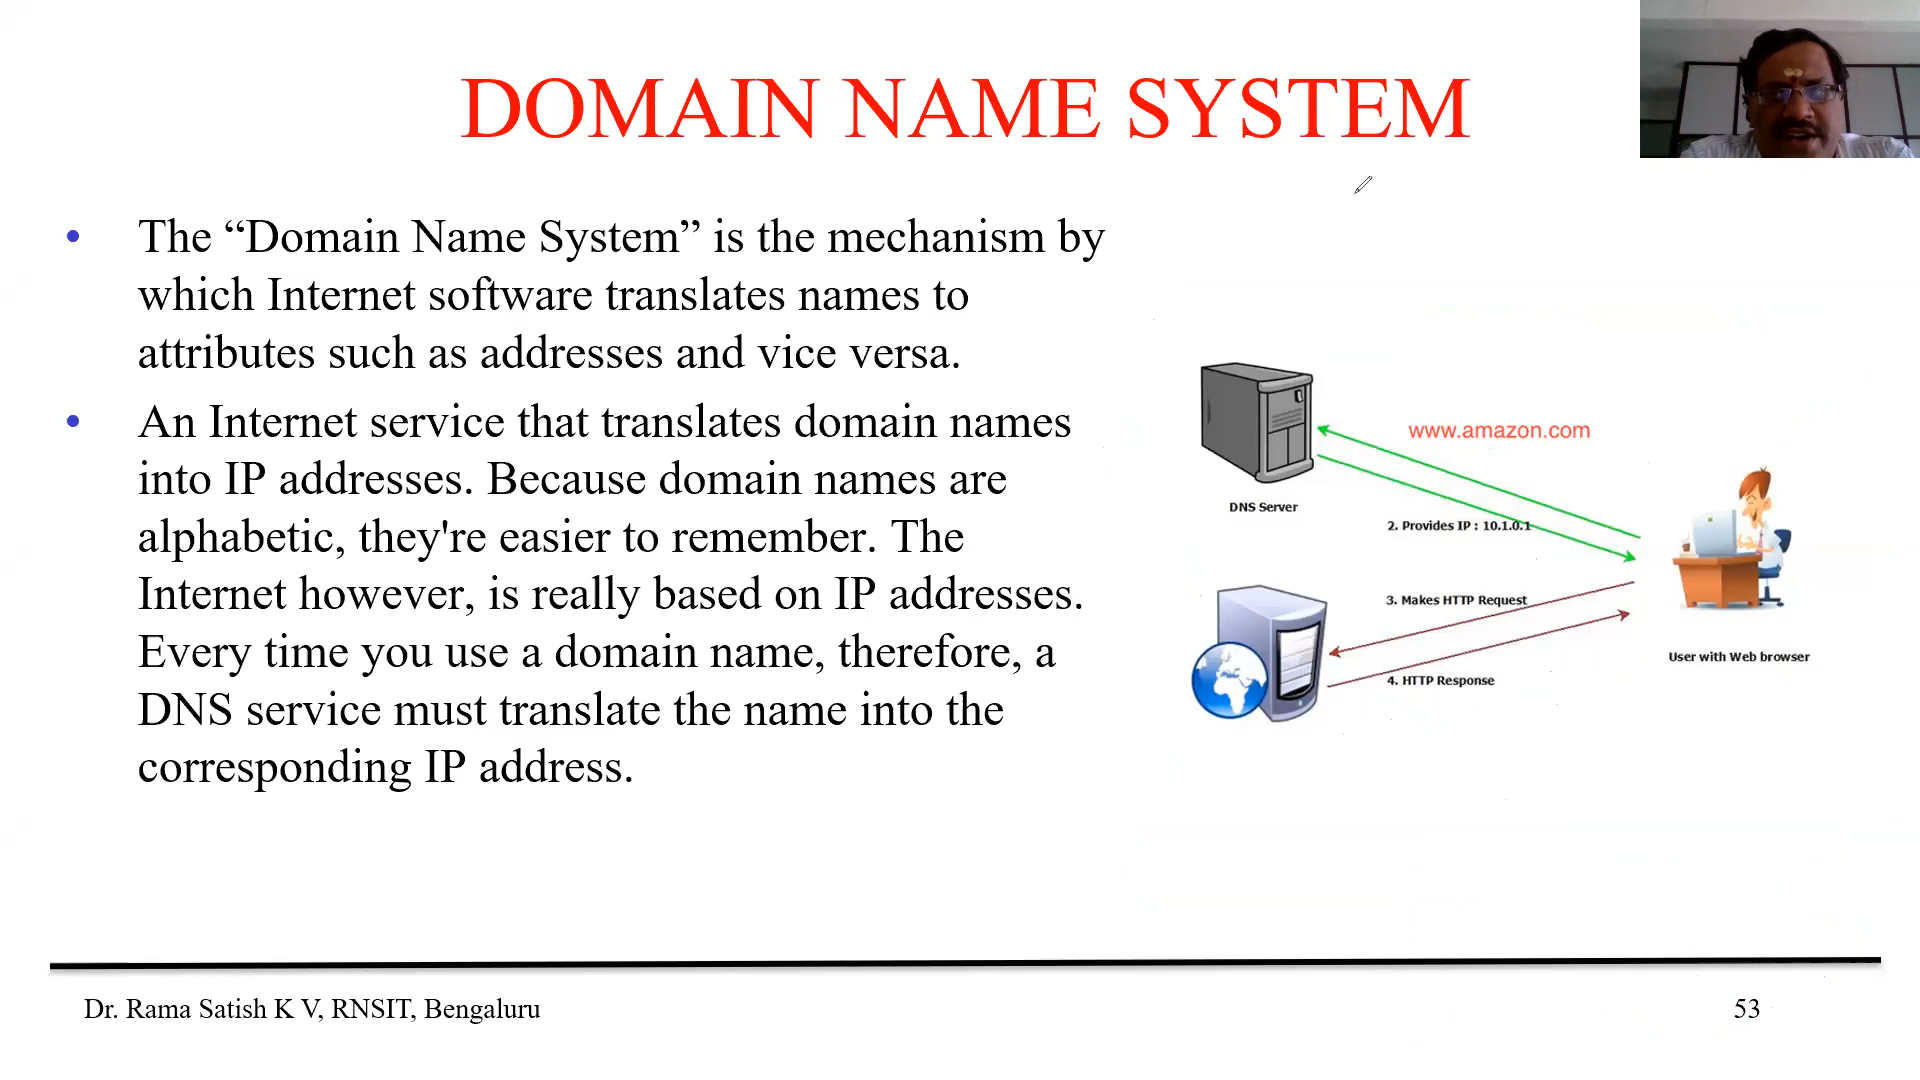 DOMAIN NAME SYSTEM
• The “Domain Name System” is the mechanism by
which Internet software translates names to
attributes such as addresses and vice versa.
• An Internet service that translates domain names
into IP addresses. Because domain names are
alphabetic, they're easier to remember. The
Internet however, is really based on IP addresses.
Every time you use a domain name, therefore, a
DNS service must translate the name into the
corresponding IP address.
www.amazon.com
DNS Server
2. Provides IP : 10.1.0.1
3. Makes HTTP Request
User with Web browser
4. HTTP Response
Dr. Rama Satish K V, RNSIT, Bengaluru
53